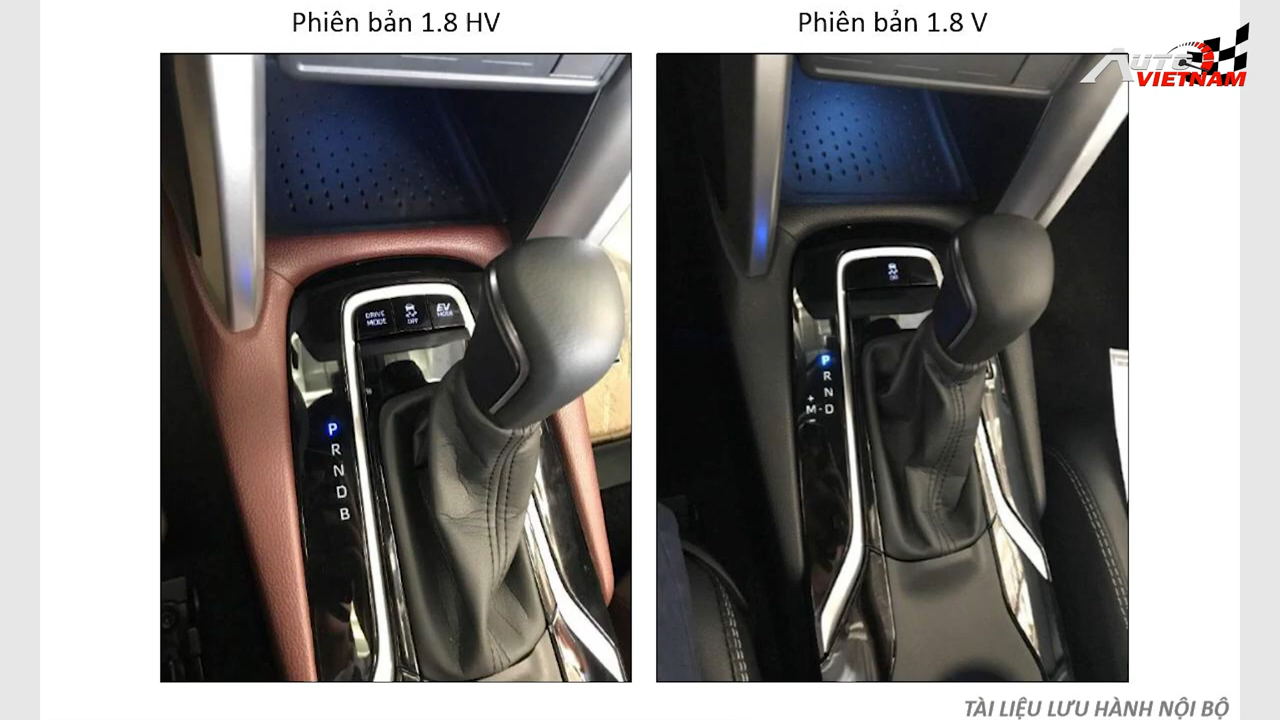 Phiên bản 1.8 HV
Phiên bản 1.8 V
AUTO
VIETNAM
DRIVE
MODE
OFF
EV
MODE
P
R
N
D
B
OFF
P
R
N
+
M - D
–
TÀI LIỆU LƯU HÀNH NỘI BỘ